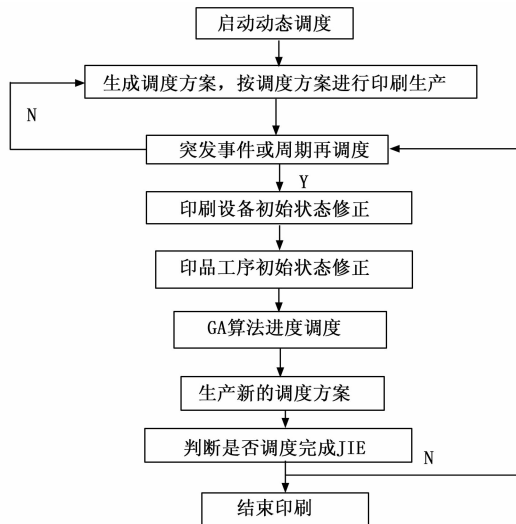 启动动态调度
生成调度方案，按调度方案进行印刷生产
N
突发事件或周期再调度
Y
印刷设备初始状态修正
印品工序初始状态修正
GA算法进度调度
生产新的调度方案
判断是否调度完成JIE
N
结束印刷